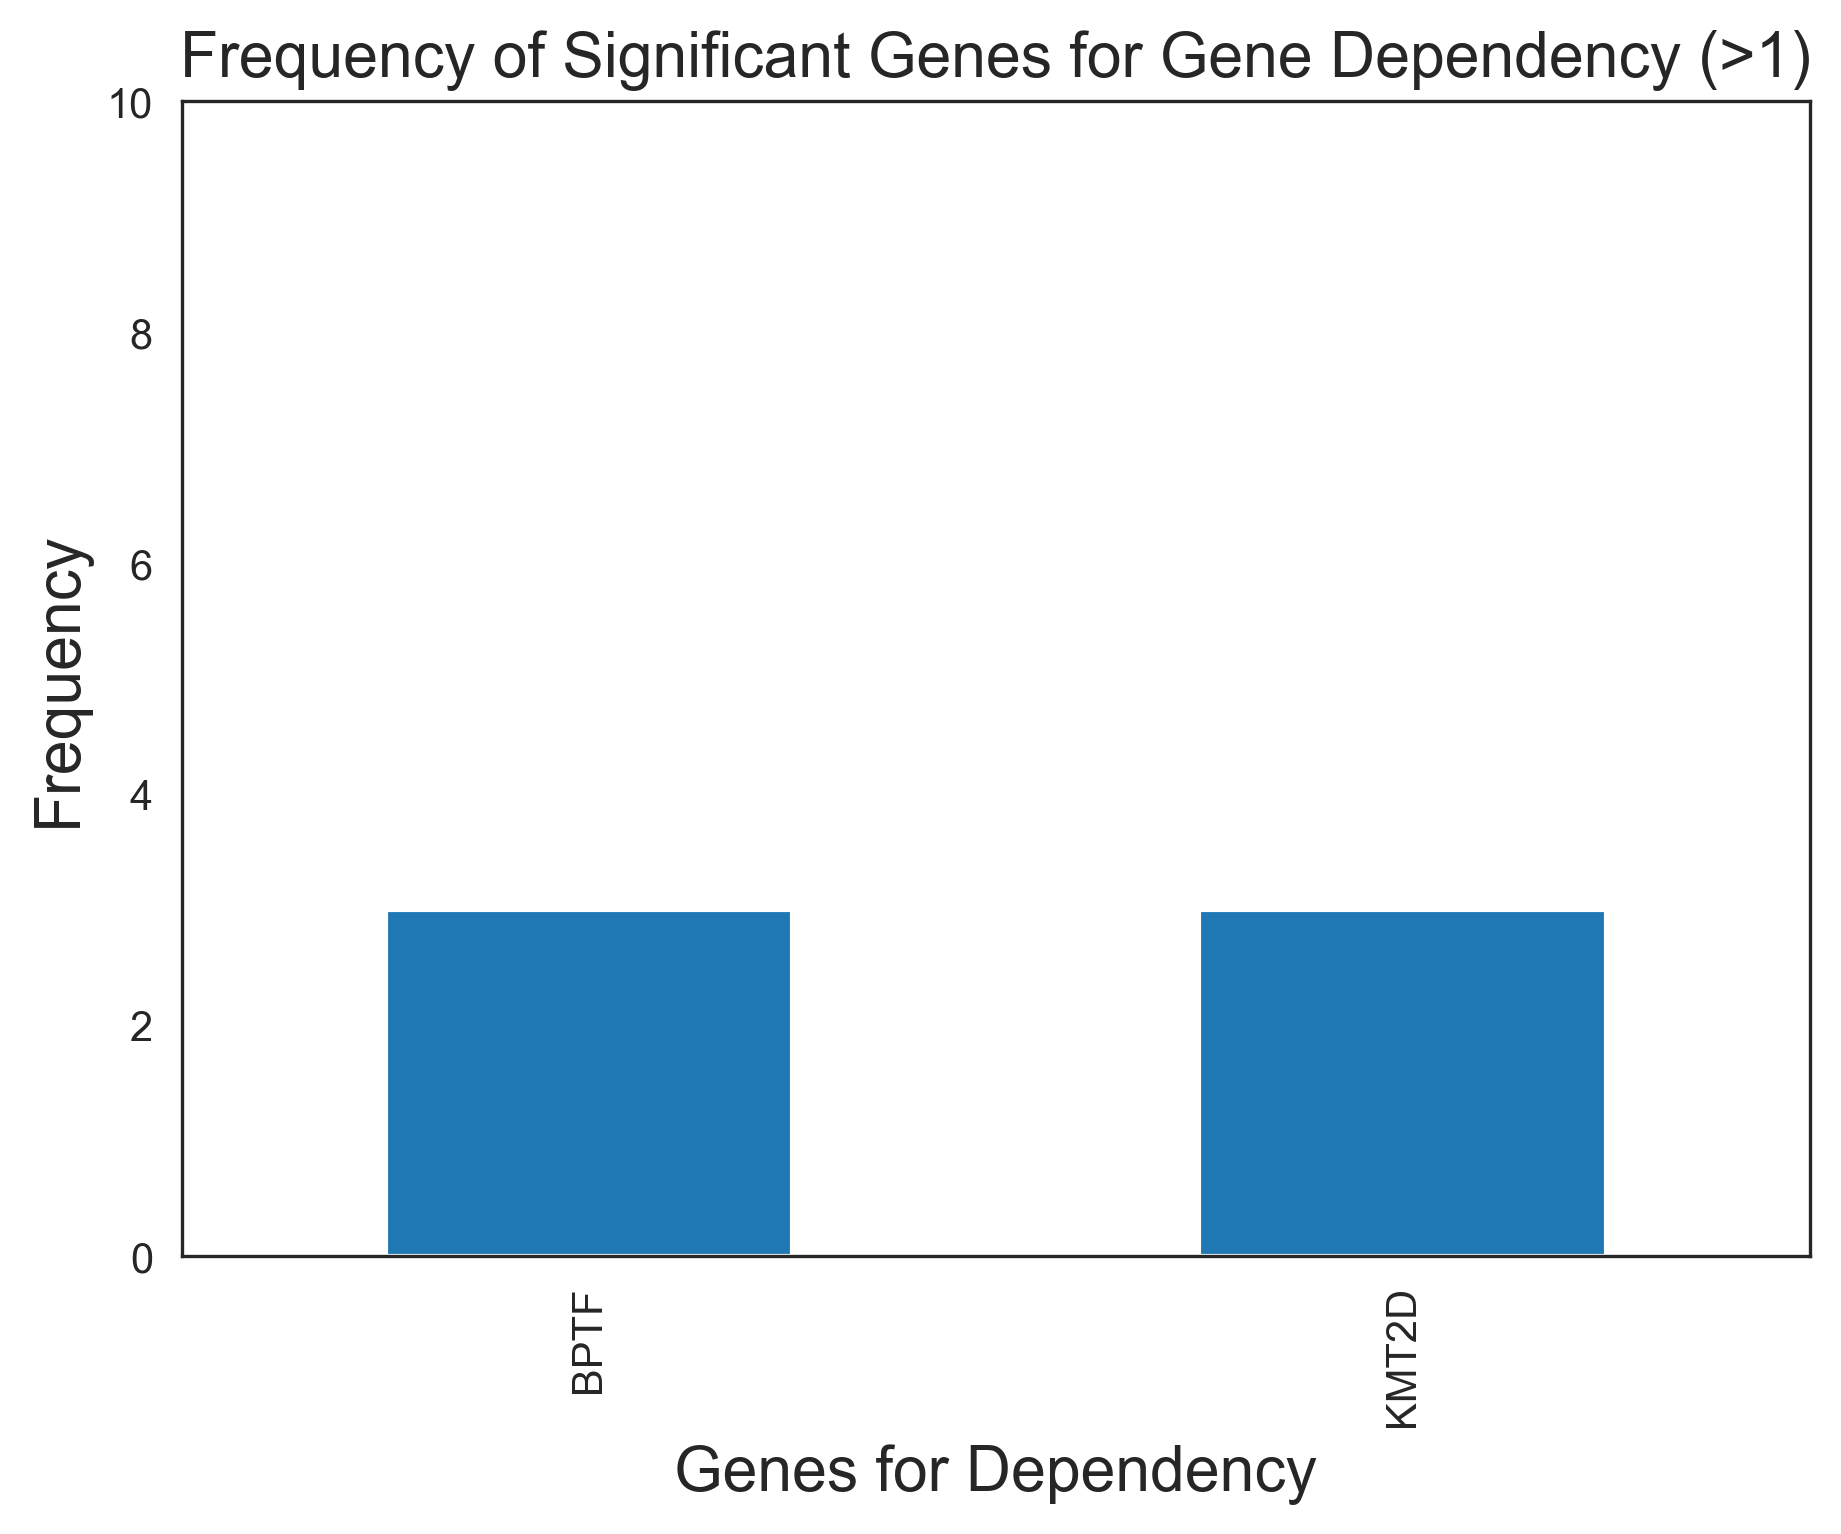 Frequency of Significant Genes for Gene Dependency (>1)
10
8
6
4
2
0
Frequency
BPTF
KMT2D
Genes for Dependency